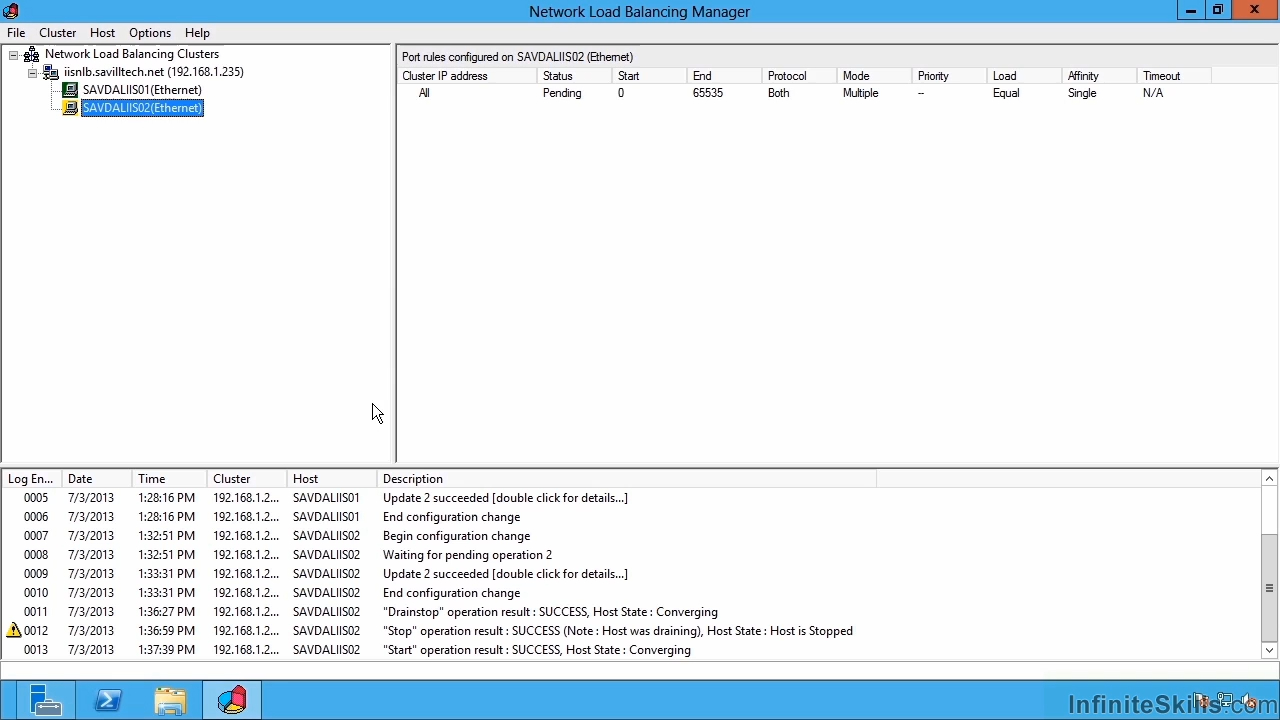 Network Load Balancing Manager
File Cluster Host Options Help
Network Load Balancing Clusters
iisnlb.savilltech.net (192.168.1.235)
SAVDALIIS01(Ethernet)
SAVDALIIS02(Ethernet)
Port rules configured on SAVDALIIS02 (Ethernet)
Cluster IP address Status Start End Protocol Mode Priority Load Affinity Timeout
All Pending 0 65535 Both Multiple -- Equal Single N/A
Log En... Date Time Cluster Host Description
0005 7/3/2013 1:28:16 PM 192.168.1.2... SAVDALIIS01 Update 2 succeeded [double click for details...]
0006 7/3/2013 1:28:16 PM 192.168.1.2... SAVDALIIS01 End configuration change
0007 7/3/2013 1:32:51 PM 192.168.1.2... SAVDALIIS02 Begin configuration change
0008 7/3/2013 1:32:51 PM 192.168.1.2... SAVDALIIS02 Waiting for pending operation 2
0009 7/3/2013 1:33:31 PM 192.168.1.2... SAVDALIIS02 Update 2 succeeded [double click for details...]
0010 7/3/2013 1:33:31 PM 192.168.1.2... SAVDALIIS02 End configuration change
0011 7/3/2013 1:36:27 PM 192.168.1.2... SAVDALIIS02 "Drainstop" operation result : SUCCESS, Host State : Converging
0012 7/3/2013 1:36:59 PM 192.168.1.2... SAVDALIIS02 "Stop" operation result : SUCCESS (Note : Host was draining), Host State : Host is Stopped
0013 7/3/2013 1:37:39 PM 192.168.1.2... SAVDALIIS02 "Start" operation result : SUCCESS, Host State : Converging
InfiniteSkills.com